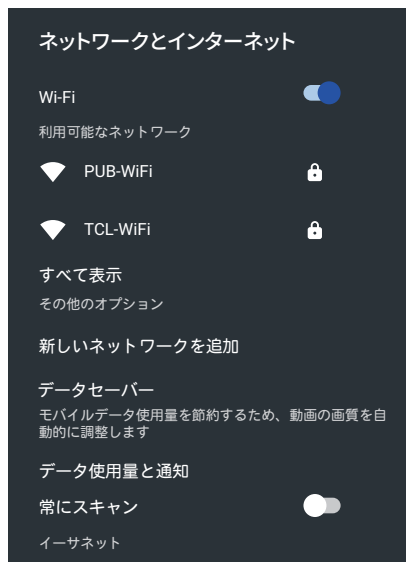 ネットワークとインターネット
Wi-Fi
利用可能なネットワーク
PUB-WiFi
TCL-WiFi
すべて表示
その他のオプション
新しいネットワークを追加
データセーバー
モバイルデータ使用量を節約するため、動画の画質を自
動的に調整します
データ使用量と通知
常にスキャン
イーサネット